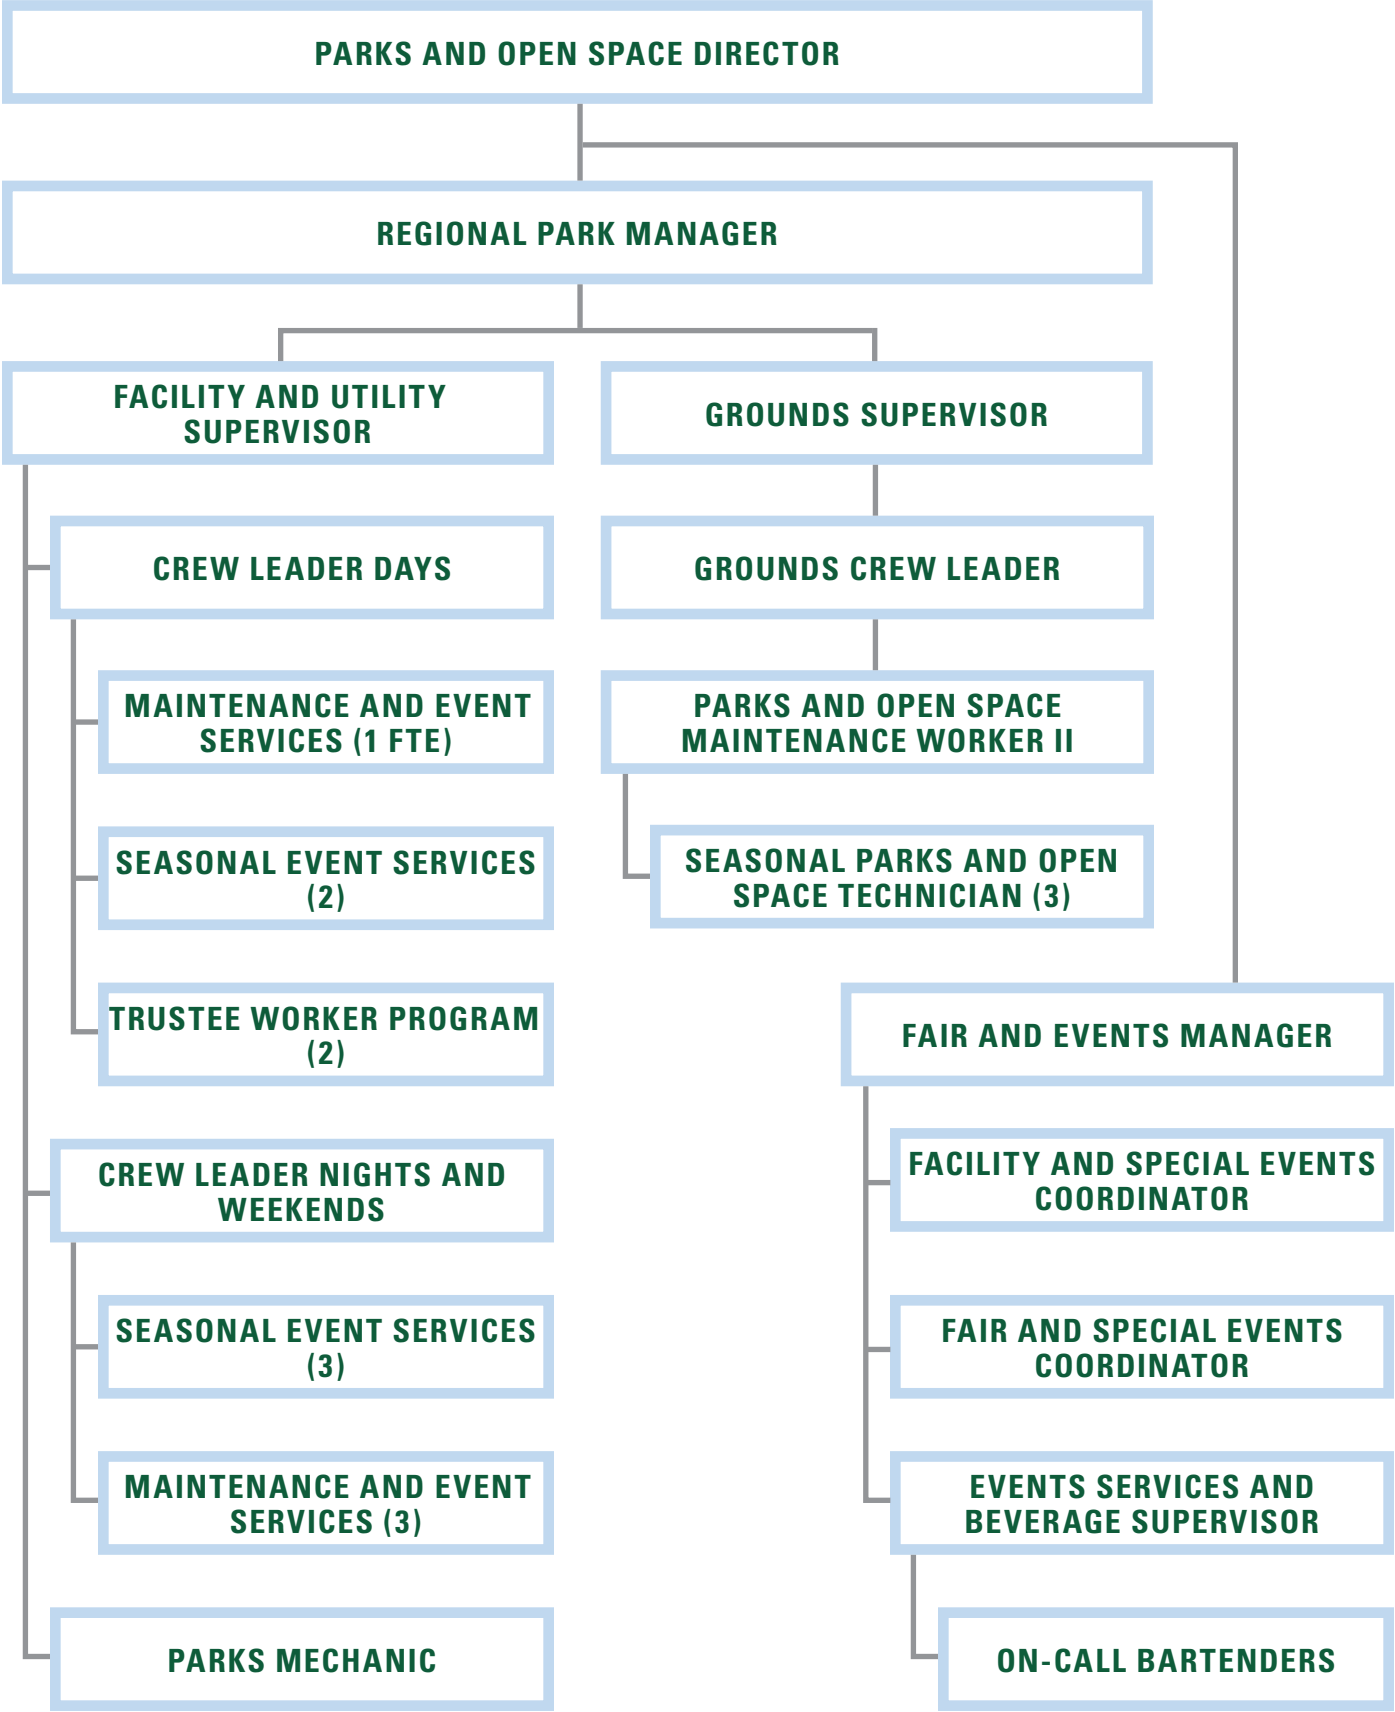 PARKS AND OPEN SPACE DIRECTOR
REGIONAL PARK MANAGER
FACILITY AND UTILITY
SUPERVISOR
GROUNDS SUPERVISOR
CREW LEADER DAYS
GROUNDS CREW LEADER
MAINTENANCE AND EVENT
SERVICES (1 FTE)
PARKS AND OPEN SPACE
MAINTENANCE WORKER II
SEASONAL EVENT SERVICES
(2)
SEASONAL PARKS AND OPEN
SPACE TECHNICIAN (3)
TRUSTEE WORKER PROGRAM
(2)
FAIR AND EVENTS MANAGER
CREW LEADER NIGHTS AND
WEEKENDS
FACILITY AND SPECIAL EVENTS
COORDINATOR
SEASONAL EVENT SERVICES
(3)
FAIR AND SPECIAL EVENTS
COORDINATOR
MAINTENANCE AND EVENT
SERVICES (3)
EVENTS SERVICES AND
BEVERAGE SUPERVISOR
PARKS MECHANIC
ON-CALL BARTENDERS